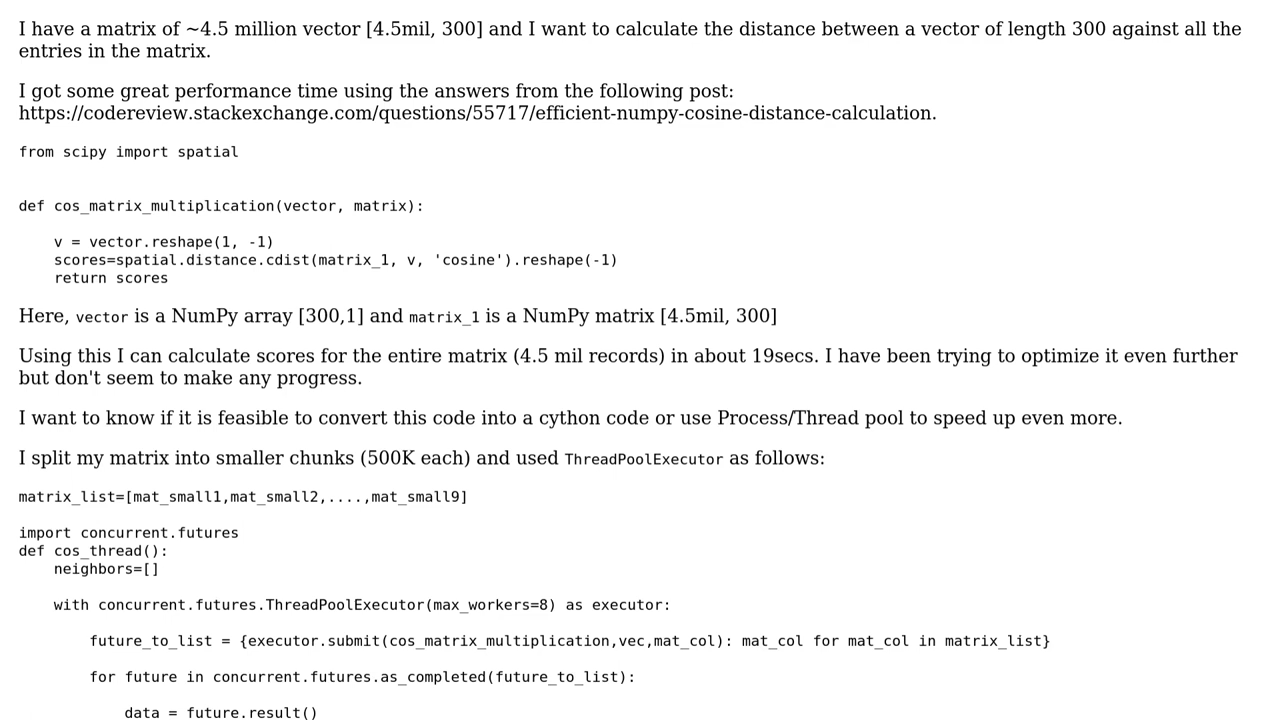 I have a matrix of ~4.5 million vector [4.5mil, 300] and I want to calculate the distance between a vector of length 300 against all the
entries in the matrix.
I got some great performance time using the answers from the following post:
https://codereview.stackexchange.com/questions/55717/efficient-numpy-cosine-distance-calculation.
from scipy import spatial
def cos_matrix_multiplication(vector, matrix):
    v = vector.reshape(1, -1)
    scores=spatial.distance.cdist(matrix_1, v, 'cosine').reshape(-1)
    return scores
Here, vector is a NumPy array [300,1] and matrix_1 is a NumPy matrix [4.5mil, 300]
Using this I can calculate scores for the entire matrix (4.5 mil records) in about 19secs. I have been trying to optimize it even further
but don't seem to make any progress.
I want to know if it is feasible to convert this code into a cython code or use Process/Thread pool to speed up even more.
I split my matrix into smaller chunks (500K each) and used ThreadPoolExecutor as follows:
matrix_list=[mat_small1,mat_small2,....,mat_small9]
import concurrent.futures
def cos_thread():
    neighbors=[]
    with concurrent.futures.ThreadPoolExecutor(max_workers=8) as executor:
        future_to_list = {executor.submit(cos_matrix_multiplication,vec,mat_col): mat_col for mat_col in matrix_list}
        for future in concurrent.futures.as_completed(future_to_list):
            data = future.result()